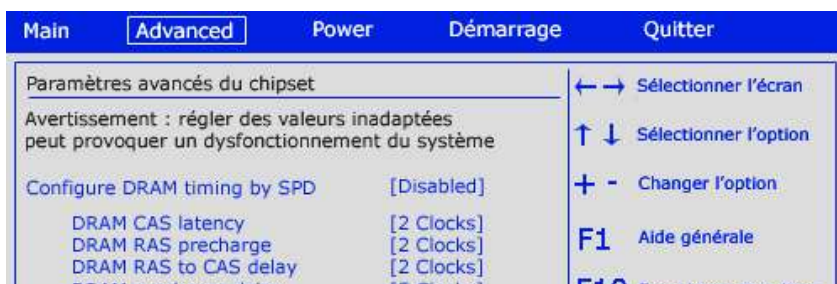 Main Advanced Power Démarrage Quitter
Paramètres avancés du chipset
Avertissement : régler des valeurs inadaptées
peut provoquer un dysfonctionnement du système
Configure DRAM timing by SPD [Disabled]
DRAM CAS latency [2 Clocks]
DRAM RAS precharge [2 Clocks]
DRAM RAS to CAS delay [2 Clocks]
← → Sélectionner l'écran
↑ ↓ Sélectionner l'option
+ - Changer l'option
F1 Aide générale